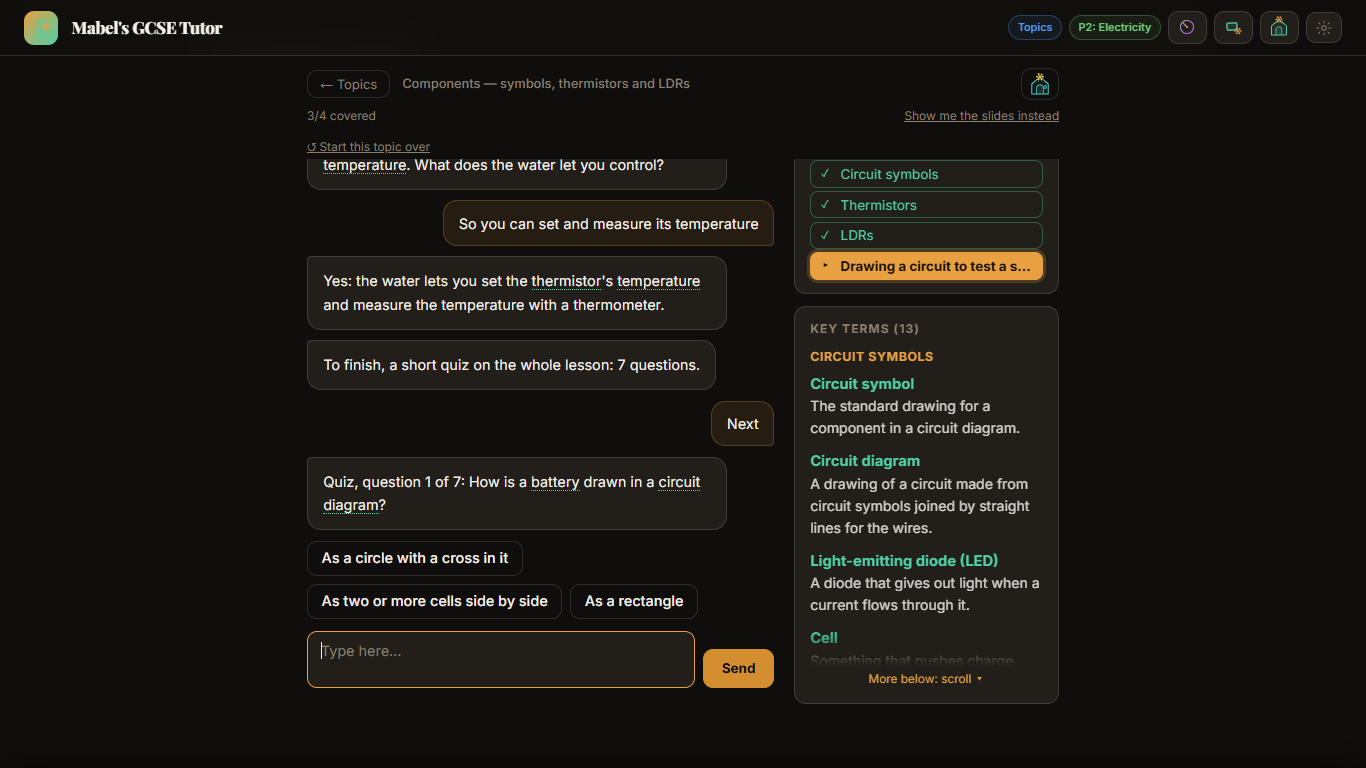 Mabel's GCSE Tutor
Topics
P2: Electricity
← Topics
Components — symbols, thermistors and LDRs
3/4 covered
Show me the slides instead
↺ Start this topic over
temperature. What does the water let you control?
So you can set and measure its temperature
Yes: the water lets you set the thermistor's temperature
and measure the temperature with a thermometer.
To finish, a short quiz on the whole lesson: 7 questions.
Next
Quiz, question 1 of 7: How is a battery drawn in a circuit
diagram?
As a circle with a cross in it
As two or more cells side by side
As a rectangle
Type here...
Send
✓ Circuit symbols
✓ Thermistors
✓ LDRs
‣ Drawing a circuit to test a s...
KEY TERMS (13)
CIRCUIT SYMBOLS
Circuit symbol
The standard drawing for a
component in a circuit diagram.
Circuit diagram
A drawing of a circuit made from
circuit symbols joined by straight
lines for the wires.
Light-emitting diode (LED)
A diode that gives out light when a
current flows through it.
Cell
Something that pushes charge
More below: scroll ▾